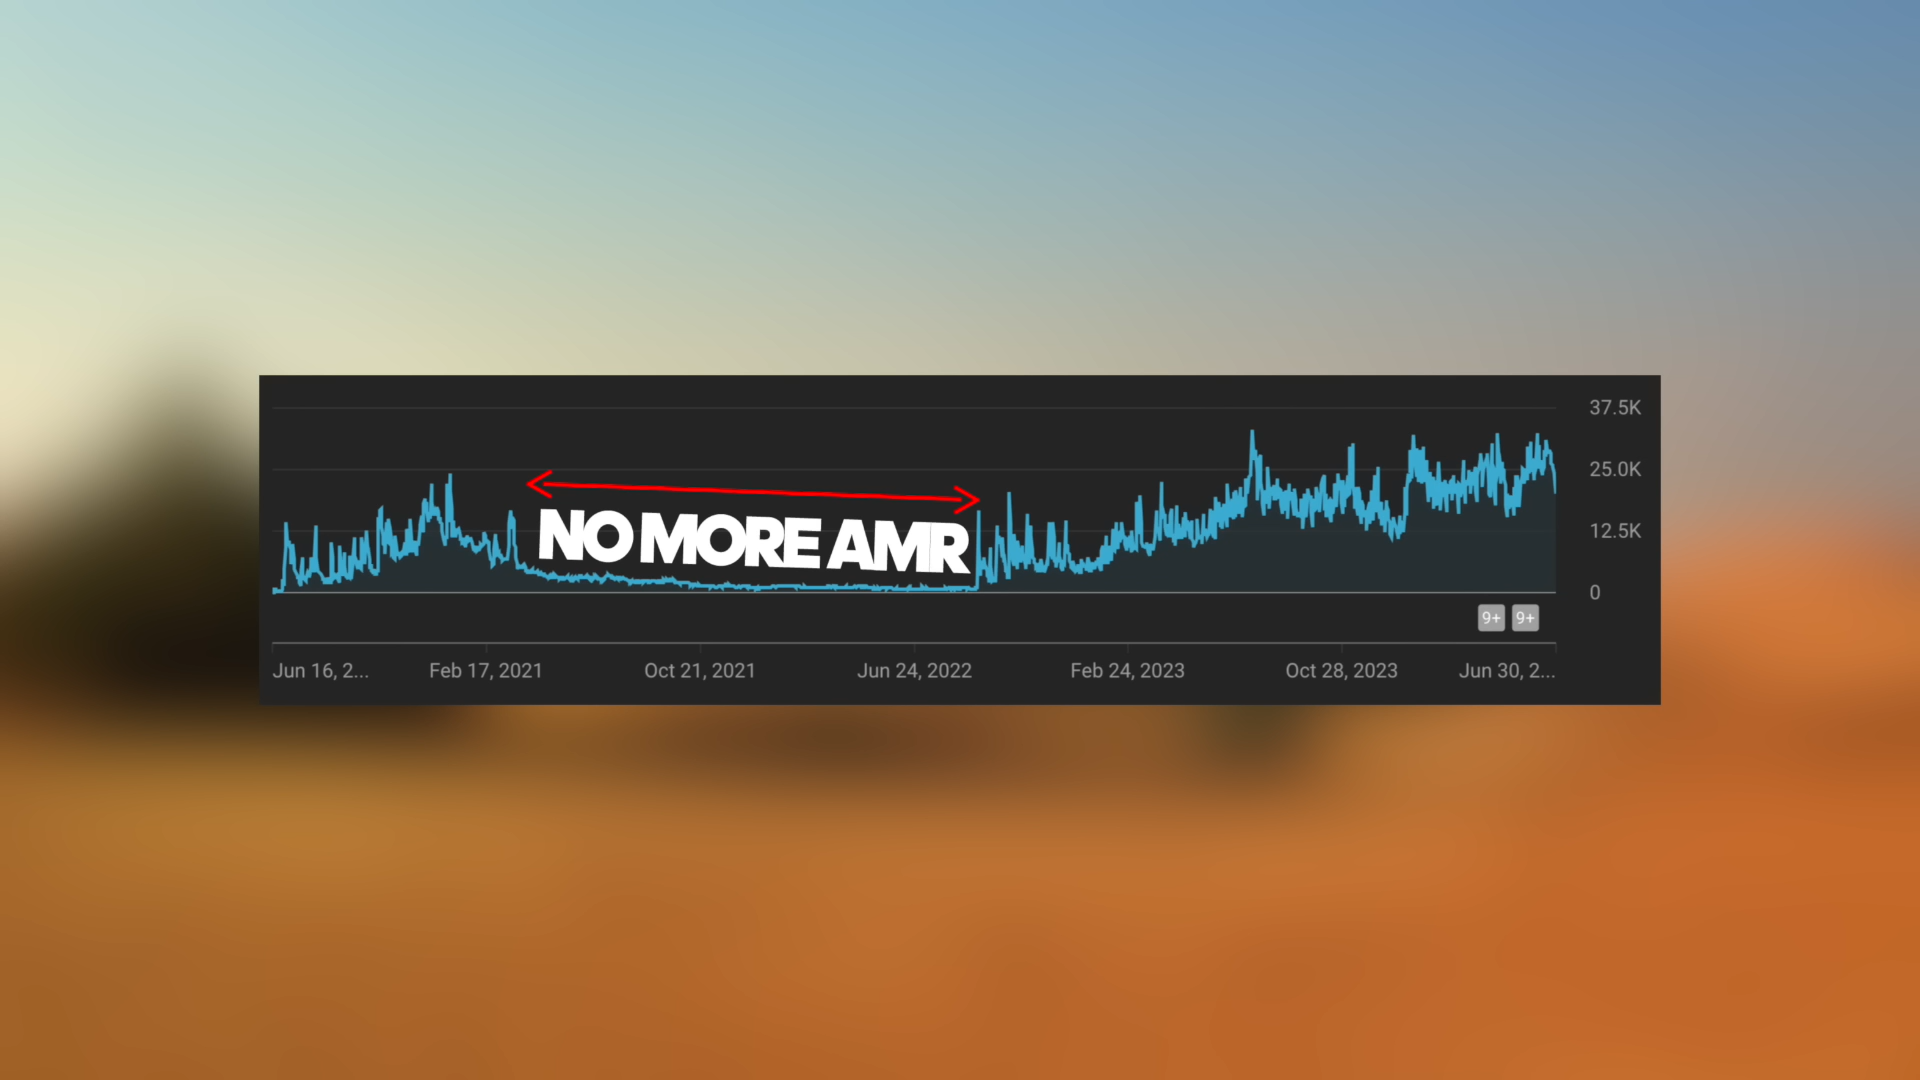 37.5K
25.0K
NO MORE AMR
12.5K
0
9+ 9+
Jun 16, 2... Feb 17, 2021 Oct 21, 2021 Jun 24, 2022 Feb 24, 2023 Oct 28, 2023 Jun 30, 2...